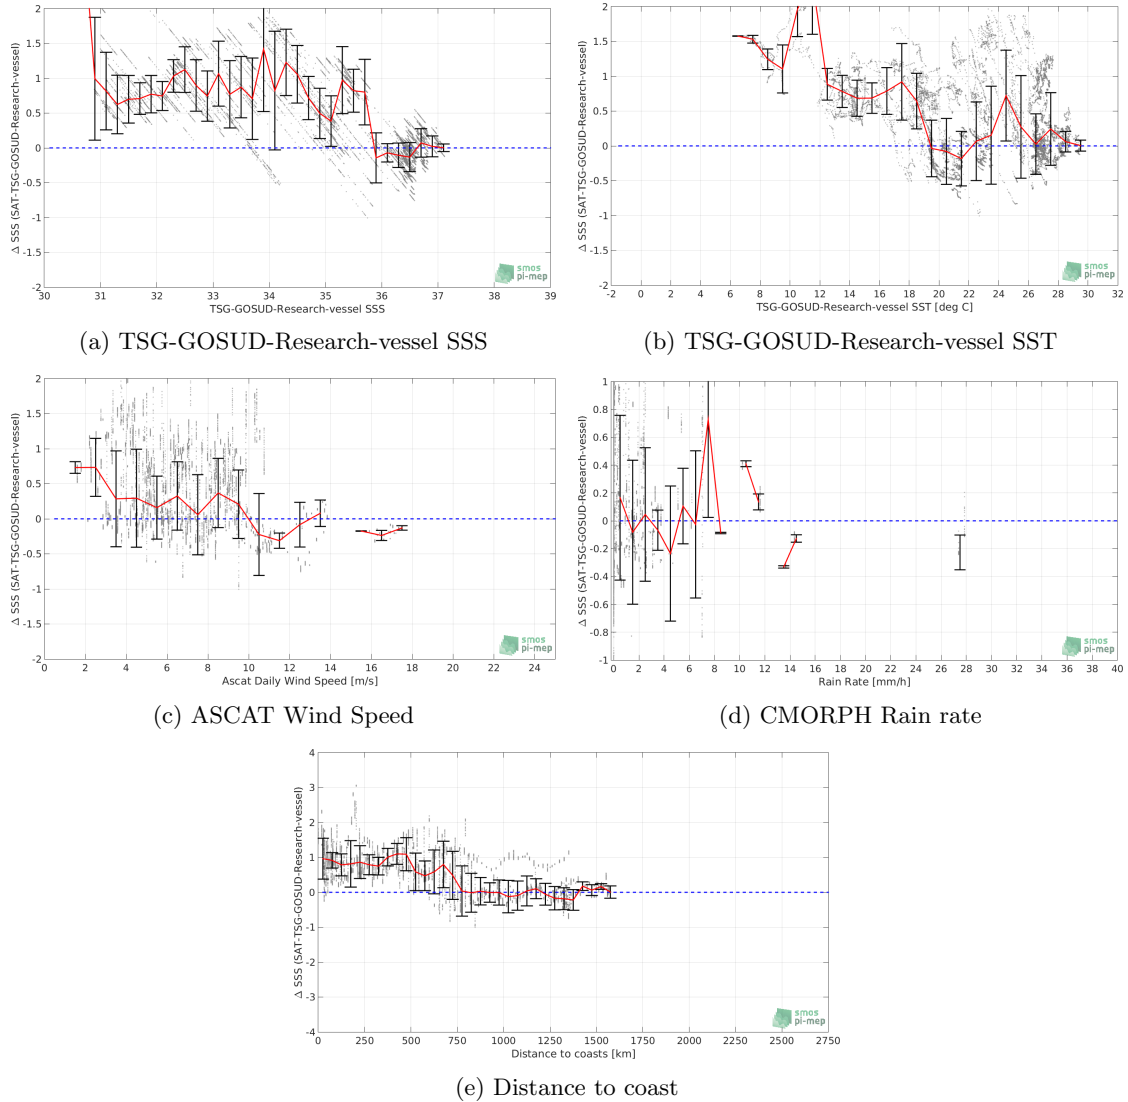 2
1.5
1
0.5
0
-0.5
-1
-1.5
-2
Δ SSS (SAT-TSG-GOSUD-Research-vessel)
30 31 32 33 34 35 36 37 38 39
TSG-GOSUD-Research-vessel SSS
smos
pi-mep
(a) TSG-GOSUD-Research-vessel SSS
2
1.5
1
0.5
0
-0.5
-1
-1.5
-2
Δ SSS (SAT-TSG-GOSUD-Research-vessel)
-2 0 2 4 6 8 10 12 14 16 18 20 22 24 26 28 30 32
TSG-GOSUD-Research-vessel SST [deg C]
smos
pi-mep
(b) TSG-GOSUD-Research-vessel SST
2
1.5
1
0.5
0
-0.5
-1
-1.5
-2
Δ SSS (SAT-TSG-GOSUD-Research-vessel)
0 2 4 6 8 10 12 14 16 18 20 22 24
Ascat Daily Wind Speed [m/s]
smos
pi-mep
(c) ASCAT Wind Speed
1
0.8
0.6
0.4
0.2
0
-0.2
-0.4
-0.6
-0.8
-1
Δ SSS (SAT-TSG-GOSUD-Research-vessel)
0 2 4 6 8 10 12 14 16 18 20 22 24 26 28 30 32 34 36 38 40
Rain Rate [mm/h]
smos
pi-mep
(d) CMORPH Rain rate
4
3
2
1
0
-1
-2
-3
-4
Δ SSS (SAT-TSG-GOSUD-Research-vessel)
0 250 500 750 1000 1250 1500 1750 2000 2250 2500 2750
Distance to coasts [km]
smos
pi-mep
(e) Distance to coast